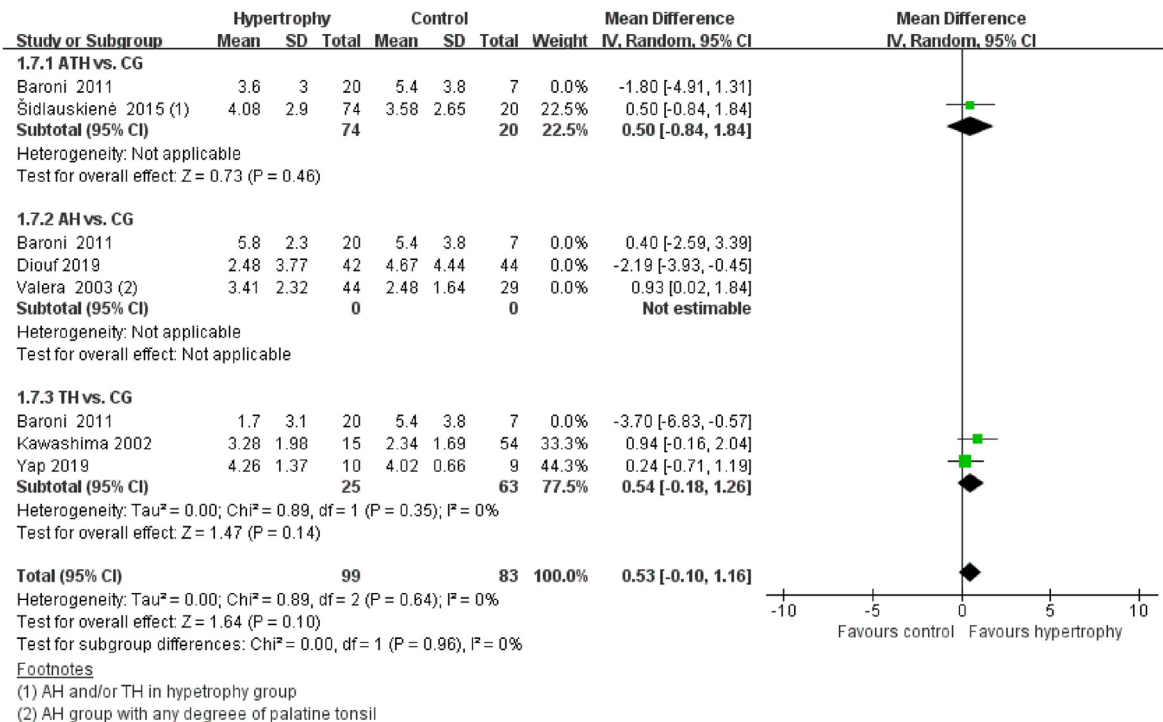 Hypertrophy Control Mean Difference Mean Difference
Study or Subgroup Mean SD Total Mean SD Total Weight IV, Random, 95% CI IV, Random, 95% CI
1.7.1 ATH vs. CG
Baroni 2011 3.6 3 20 5.4 3.8 7 0.0% -1.80 [-4.91, 1.31]
Šidlauskienė 2015 (1) 4.08 2.9 74 3.58 2.65 20 22.5% 0.50 [-0.84, 1.84]
Subtotal (95% CI) 74 20 22.5% 0.50 [-0.84, 1.84]
Heterogeneity: Not applicable
Test for overall effect: Z = 0.73 (P = 0.46)
1.7.2 AH vs. CG
Baroni 2011 5.8 2.3 20 5.4 3.8 7 0.0% 0.40 [-2.59, 3.39]
Diouf 2019 2.48 3.77 42 4.67 4.44 44 0.0% -2.19 [-3.93, -0.45]
Valera 2003 (2) 3.41 2.32 44 2.48 1.64 29 0.0% 0.93 [0.02, 1.84]
Subtotal (95% CI) 0 0 Not estimable
Heterogeneity: Not applicable
Test for overall effect: Not applicable
1.7.3 TH vs. CG
Baroni 2011 1.7 3.1 20 5.4 3.8 7 0.0% -3.70 [-6.83, -0.57]
Kawashima 2002 3.28 1.98 15 2.34 1.69 54 33.3% 0.94 [-0.16, 2.04]
Yap 2019 4.26 1.37 10 4.02 0.66 9 44.3% 0.24 [-0.71, 1.19]
Subtotal (95% CI) 25 63 77.5% 0.54 [-0.18, 1.26]
Heterogeneity: Tau² = 0.00; Chi² = 0.89, df = 1 (P = 0.35); I² = 0%
Test for overall effect: Z = 1.47 (P = 0.14)
Total (95% CI) 99 83 100.0% 0.53 [-0.10, 1.16]
Heterogeneity: Tau² = 0.00; Chi² = 0.89, df = 2 (P = 0.64); I² = 0%
Test for overall effect: Z = 1.64 (P = 0.10)
Test for subgroup differences: Chi² = 0.00, df = 1 (P = 0.96), I² = 0%
-10 -5 0 5 10
Favours control Favours hypertrophy
Footnotes
(1) AH and/or TH in hypetrophy group
(2) AH group with any degreee of palatine tonsil